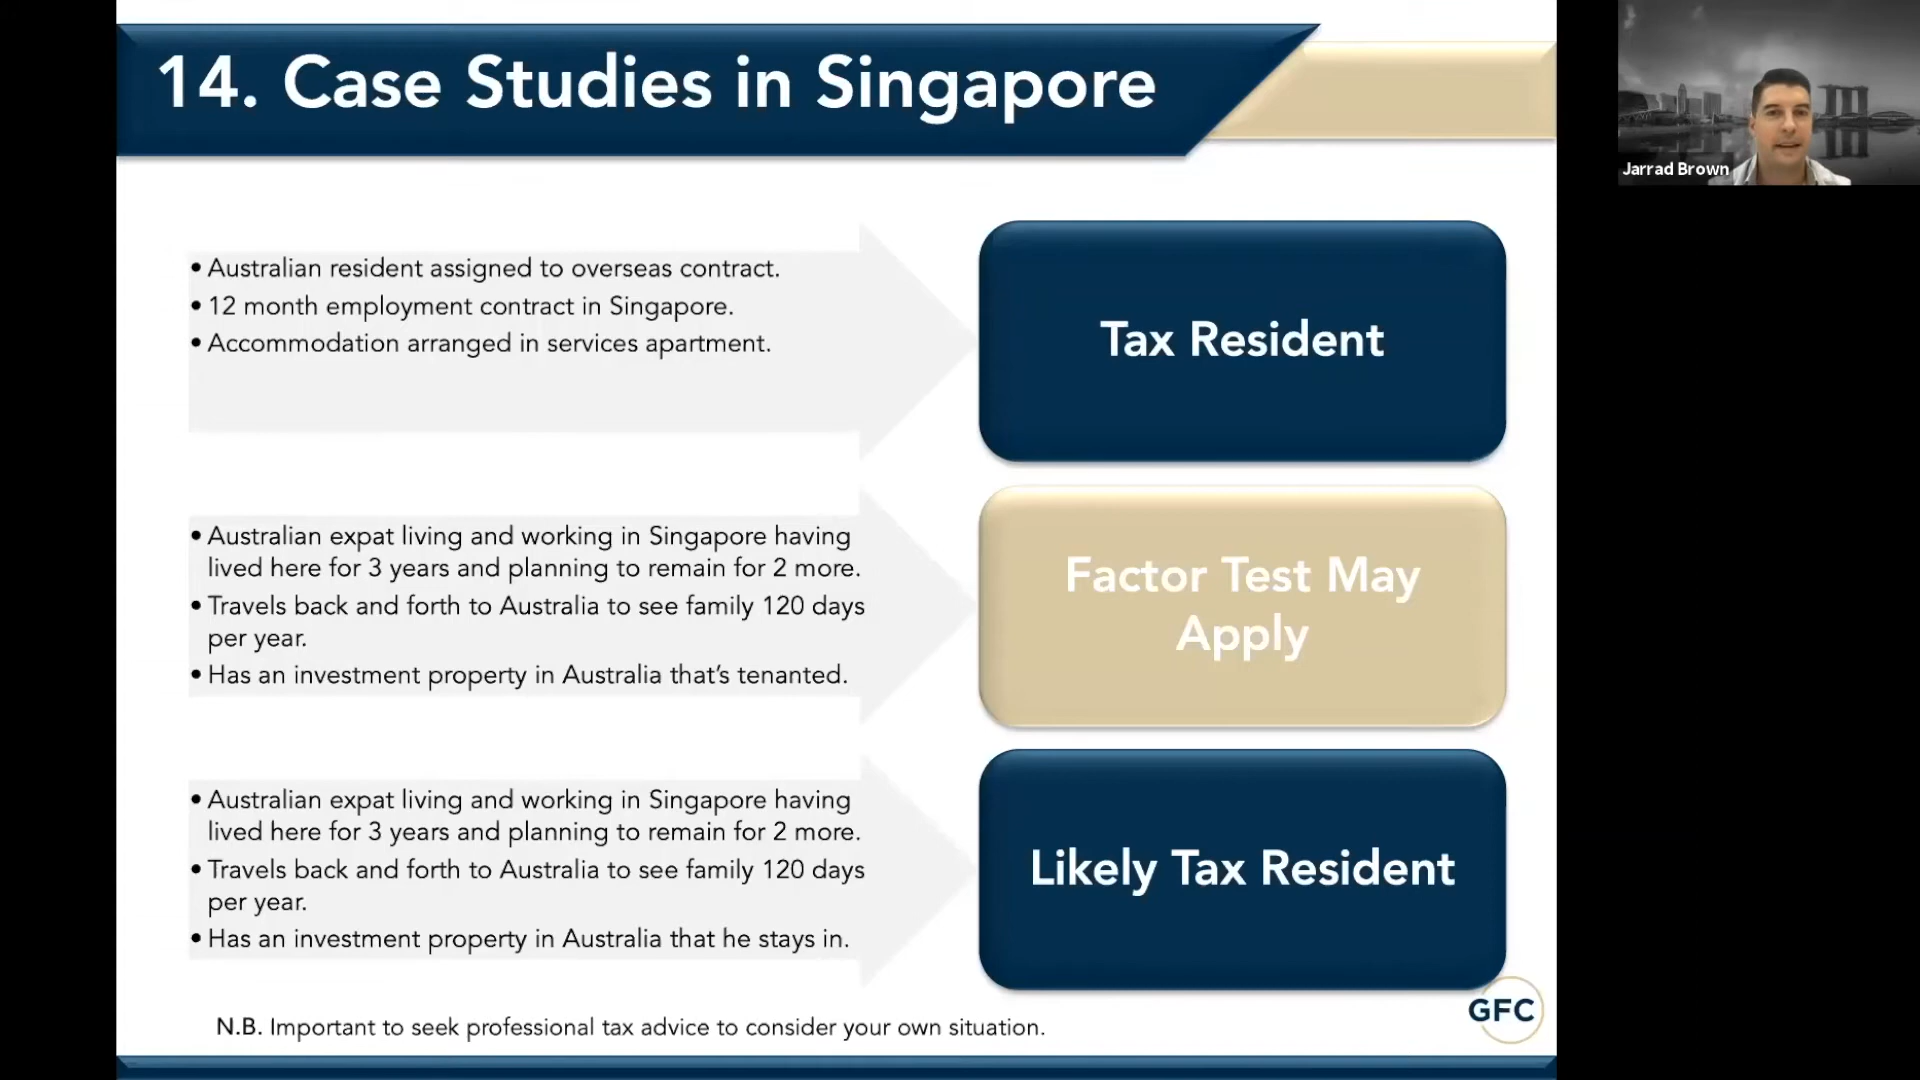 14. Case Studies in Singapore
Jarrad Brown
• Australian resident assigned to overseas contract.
• 12 month employment contract in Singapore.
• Accommodation arranged in services apartment.
Tax Resident
• Australian expat living and working in Singapore having
lived here for 3 years and planning to remain for 2 more.
• Travels back and forth to Australia to see family 120 days
per year.
• Has an investment property in Australia that’s tenanted.
Factor Test May
Apply
• Australian expat living and working in Singapore having
lived here for 3 years and planning to remain for 2 more.
• Travels back and forth to Australia to see family 120 days
per year.
• Has an investment property in Australia that he stays in.
Likely Tax Resident
GFC
N.B. Important to seek professional tax advice to consider your own situation.